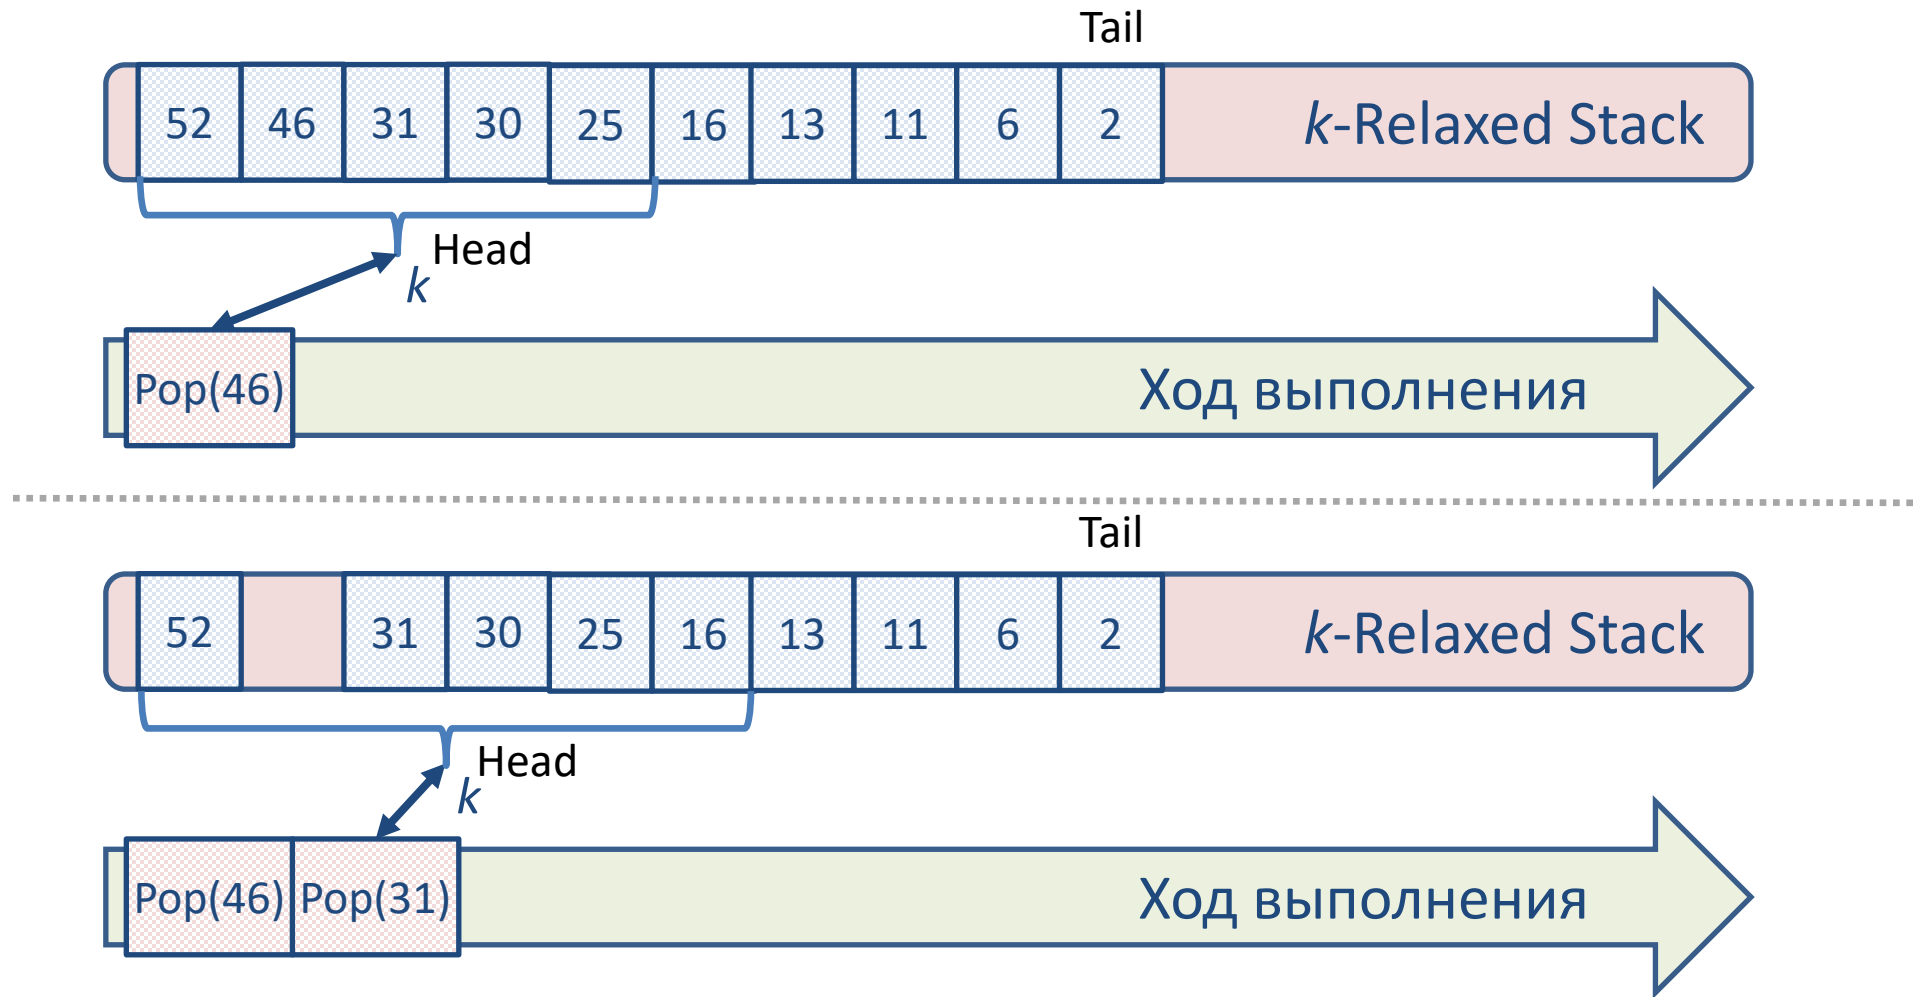 Tail
52 46 31 30 25 16 13 11 6 2 k-Relaxed Stack
Head
k
Pop(46) Ход выполнения
Tail
52 31 30 25 16 13 11 6 2 k-Relaxed Stack
Head
k
Pop(46) Pop(31) Ход выполнения